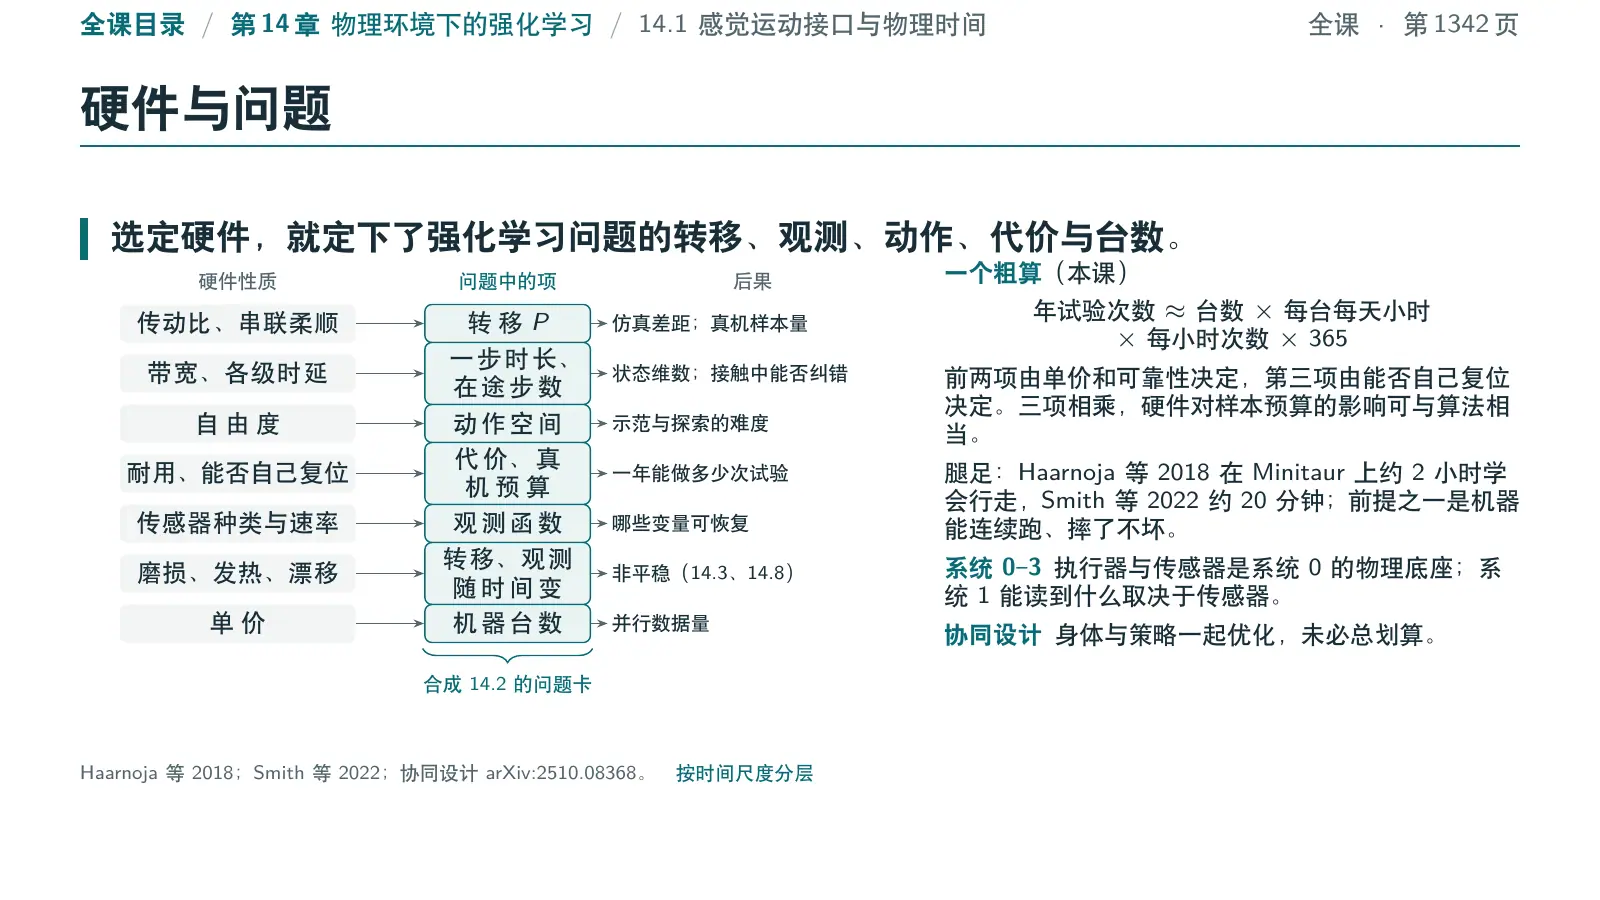 全课目录 / 第 14 章 物理环境下的强化学习 / 14.1 感觉运动接口与物理时间
全课 · 第 1342 页
硬件与问题
选定硬件，就定下了强化学习问题的转移、观测、动作、代价与台数。
硬件性质 问题中的项 后果
传动比、串联柔顺 转移 P 仿真差距；真机样本量
带宽、各级时延 一步时长、
在途步数 状态维数；接触中能否纠错
自由度 动作空间 示范与探索的难度
耐用、能否自己复位 代价、真
机预算 一年能做多少次试验
传感器种类与速率 观测函数 哪些变量可恢复
磨损、发热、漂移 转移、观测
随时间变 非平稳（14.3、14.8）
单价 机器台数 并行数据量
合成 14.2 的问题卡
一个粗算（本课）
年试验次数 ≈ 台数 × 每台每天小时
× 每小时次数 × 365
前两项由单价和可靠性决定，第三项由能否自己复位
决定。三项相乘，硬件对样本预算的影响可与算法相
当。
腿足：Haarnoja 等 2018 在 Minitaur 上约 2 小时学
会行走，Smith 等 2022 约 20 分钟；前提之一是机器
能连续跑、摔了不坏。
系统 0–3 执行器与传感器是系统 0 的物理底座；系
统 1 能读到什么取决于传感器。
协同设计 身体与策略一起优化，未必总划算。
Haarnoja 等 2018；Smith 等 2022；协同设计 arXiv:2510.08368。 按时间尺度分层